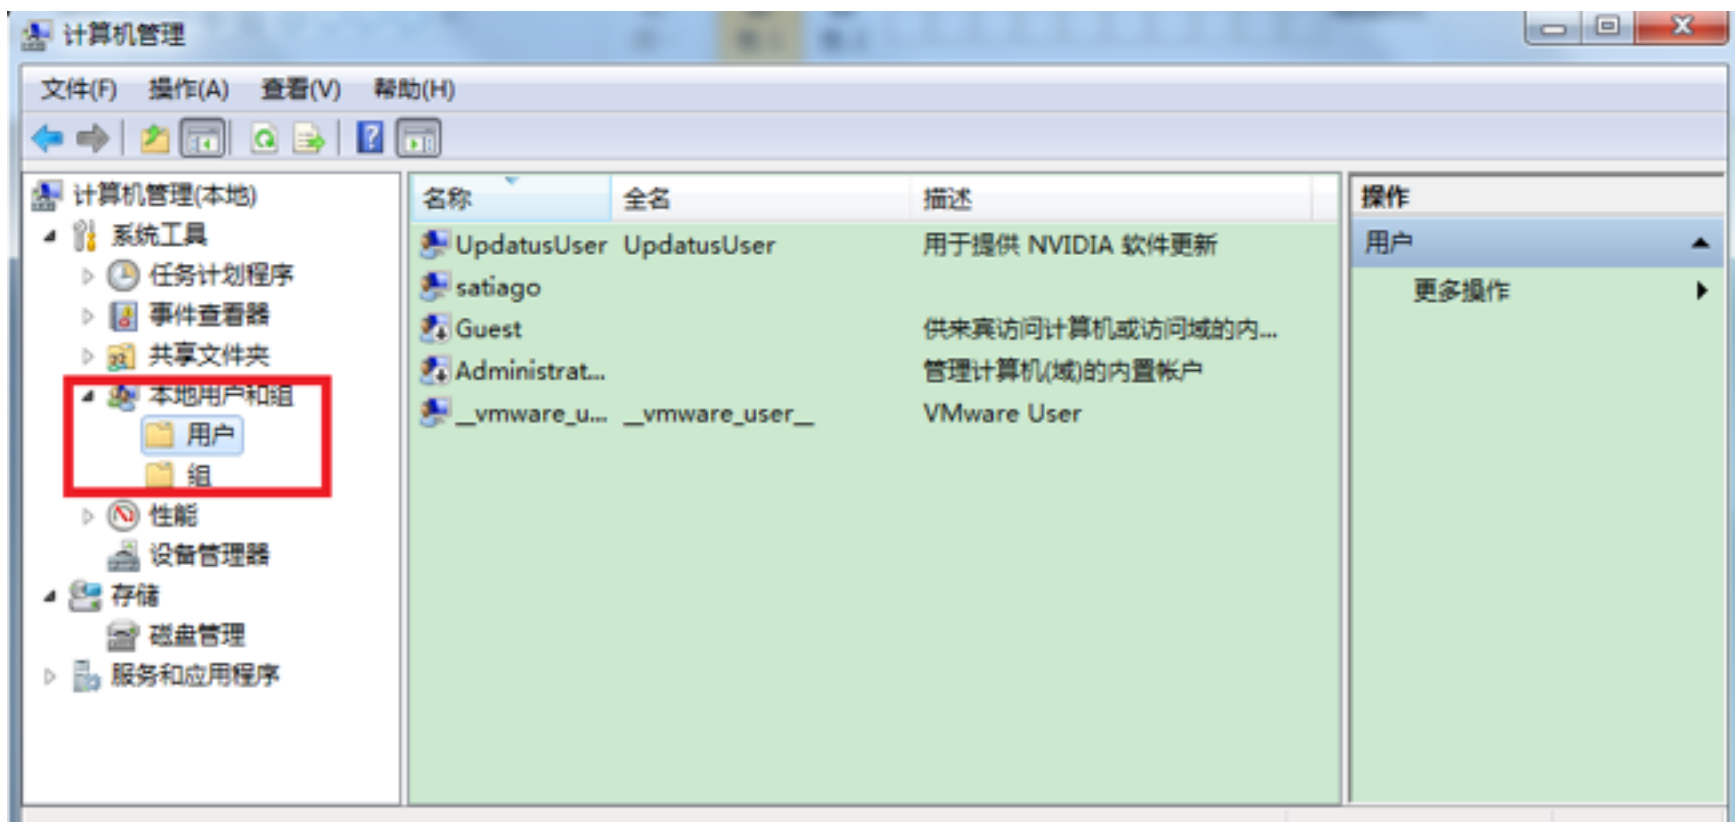 计算机管理
文件(F) 操作(A) 查看(V) 帮助(H)
计算机管理(本地)
系统工具
任务计划程序
事件查看器
共享文件夹
本地用户和组
用户
组
性能
设备管理器
存储
磁盘管理
服务和应用程序
名称 全名 描述
UpdatusUser UpdatusUser 用于提供 NVIDIA 软件更新
satiago
Guest 供来宾访问计算机或访问域的内...
Administrat... 管理计算机(域)的内置帐户
__vmware_u... __vmware_user__ VMware User
操作
用户
更多操作